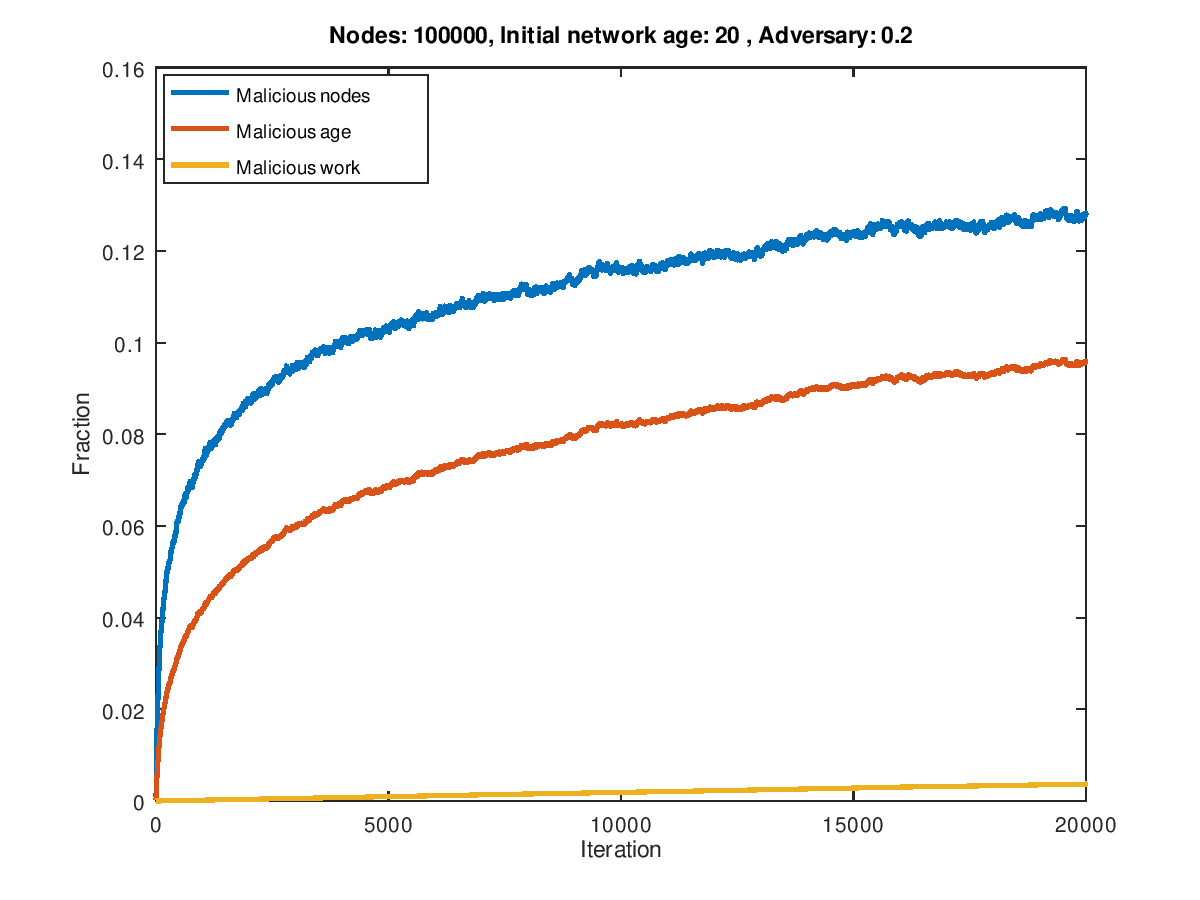 Nodes: 100000, Initial network age: 20 , Adversary: 0.2
0.16
Malicious nodes
Malicious age
Malicious work
0.14
0.12
0.1
0.08
0.06
0.04
0.02
0
Fraction
0 5000 10000 15000 20000
Iteration